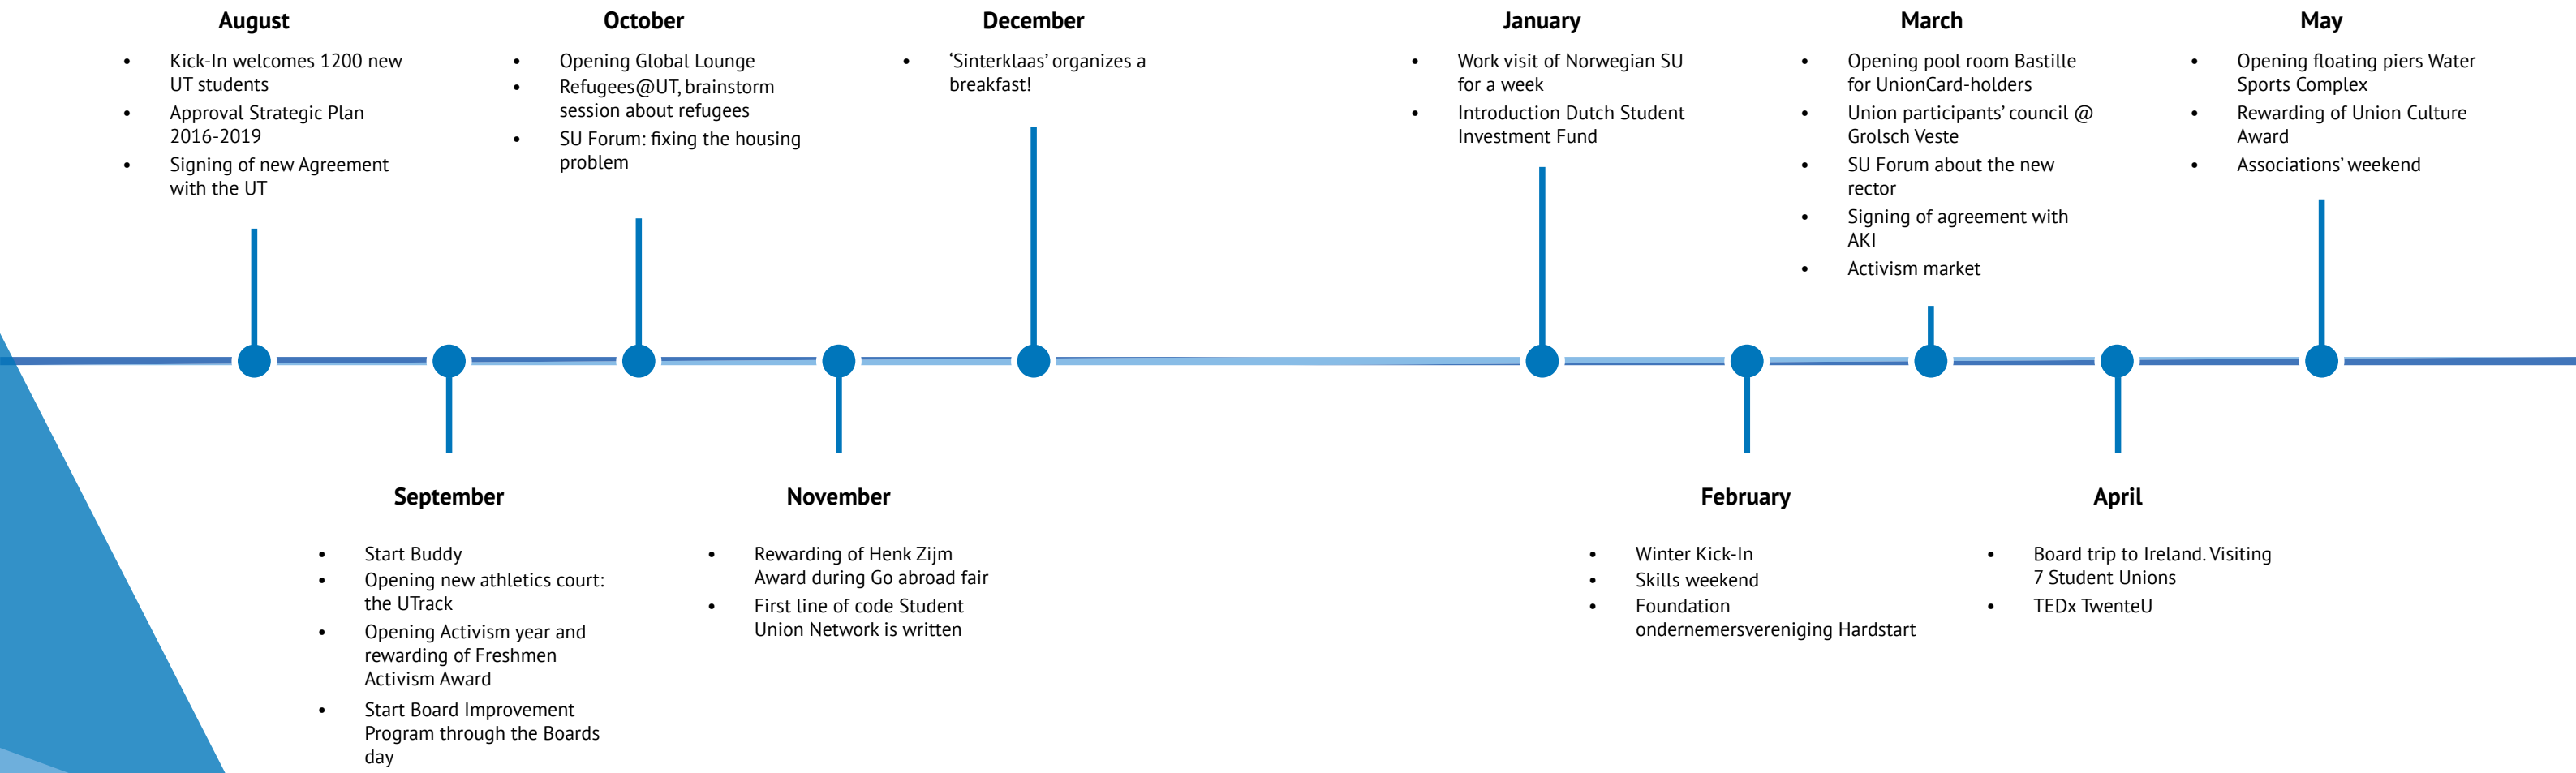 August
• Kick-In welcomes 1200 new
UT students
• Approval Strategic Plan
2016-2019
• Signing of new Agreement
with the UT
October
• Opening Global Lounge
• Refugees@UT, brainstorm
session about refugees
• SU Forum: fixing the housing
problem
December
• ‘Sinterklaas’ organizes a
breakfast!
January
• Work visit of Norwegian SU
for a week
• Introduction Dutch Student
Investment Fund
March
• Opening pool room Bastille
for UnionCard-holders
• Union participants’ council @
Grolsch Veste
• SU Forum about the new
rector
• Signing of agreement with
AKI
• Activism market
May
• Opening floating piers Water
Sports Complex
• Rewarding of Union Culture
Award
• Associations’ weekend
September
• Start Buddy
• Opening new athletics court:
the UTrack
• Opening Activism year and
rewarding of Freshmen
Activism Award
• Start Board Improvement
Program through the Boards
day
November
• Rewarding of Henk Zijm
Award during Go abroad fair
• First line of code Student
Union Network is written
February
• Winter Kick-In
• Skills weekend
• Foundation
ondernemersvereniging Hardstart
April
• Board trip to Ireland. Visiting
7 Student Unions
• TEDx TwenteU